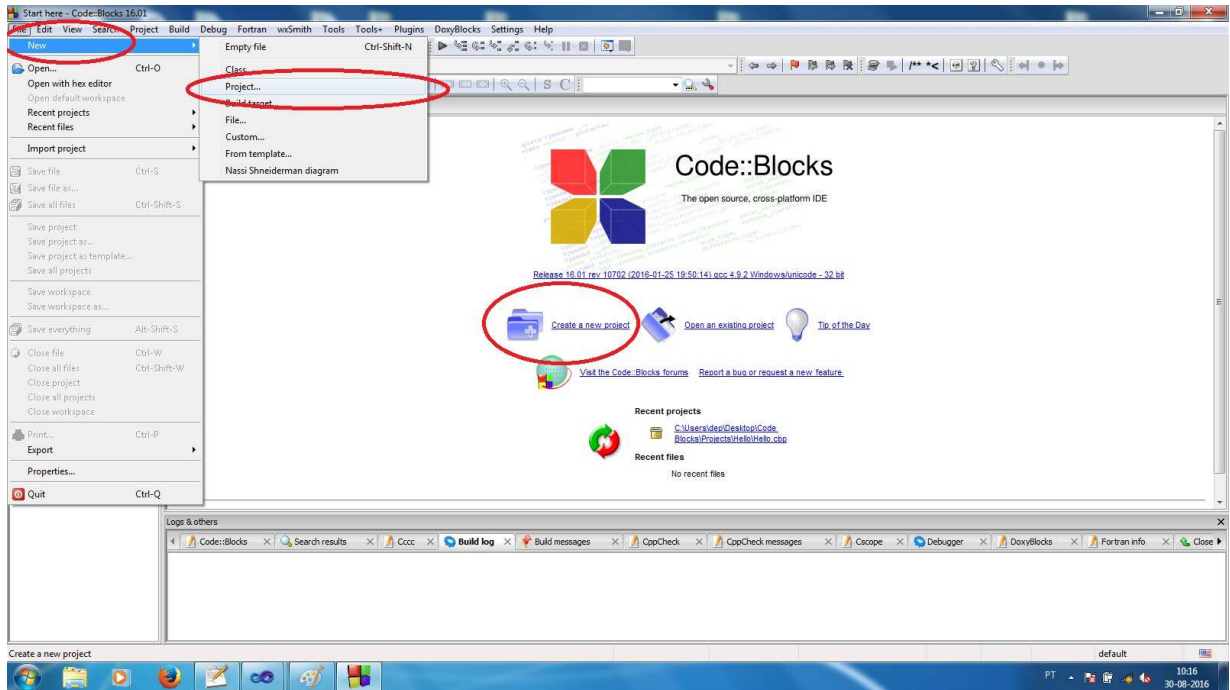 Start here - Code::Blocks 16.01
File Edit View Search Project Build Debug Fortran wxSmith Tools Tools+ Plugins DoxyBlocks Settings Help
New
Open... Ctrl-O
Open with hex editor
Open default workspace
Recent projects
Recent files
Import project
Save file Ctrl-S
Save file as...
Save all files Ctrl-Shift-S
Save project
Save project as...
Save project as template...
Save all projects
Save workspace
Save workspace as...
Save everything Alt-Shift-S
Close file Ctrl-W
Close all files Ctrl-Shift-W
Close project
Close all projects
Close workspace
Print... Ctrl-P
Export
Properties...
Quit Ctrl-Q
Empty file Ctrl-Shift-N
Class...
Project...
Build target...
File...
Custom...
From template...
Nassi Shneiderman diagram
S C
/** *<
Code::Blocks
The open source, cross-platform IDE
Release 16.01 rev 10702 (2016-01-25 19:50:14) gcc 4.9.2 Windows/unicode - 32 bit
Create a new project
Open an existing project
Tip of the Day
Visit the Code::Blocks forums
Report a bug or request a new feature
Recent projects
C:\Users\dep\Desktop\Code
Blocks\Projects\Hello\Hello.cbp
Recent files
No recent files
Logs & others
Code::Blocks Search results Cccc Build log Build messages CppCheck CppCheck messages Cscope Debugger DoxyBlocks Fortran info Close
Create a new project
default
PT
10:16
30-08-2016